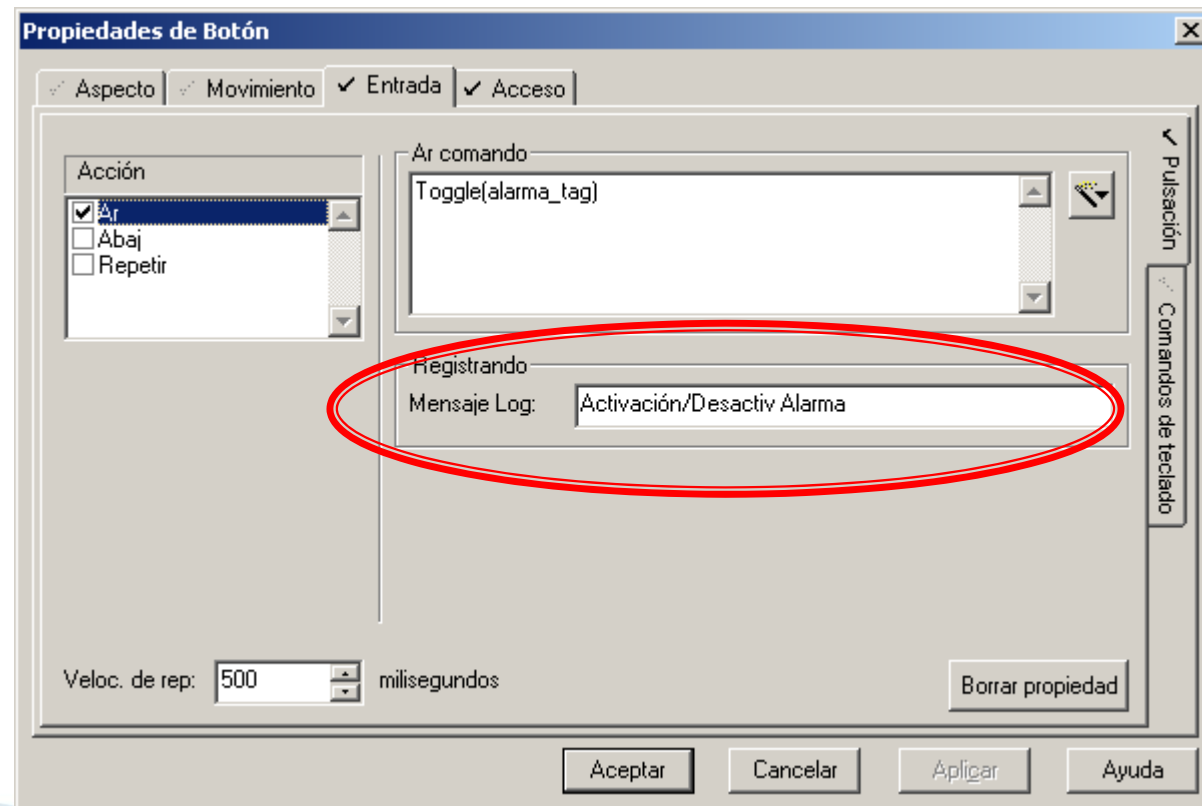 Propiedades de Botón
Aspecto Movimiento Entrada Acceso
Acción
Ar
Abaj
Repetir
Ar comando
Toggle(alarma_tag)
Registrando
Mensaje Log: Activación/Desactiv Alarma
Veloc. de rep: 500 milisegundos
Borrar propiedad
Pulsación
Comandos de teclado
Aceptar Cancelar Aplicar Ayuda